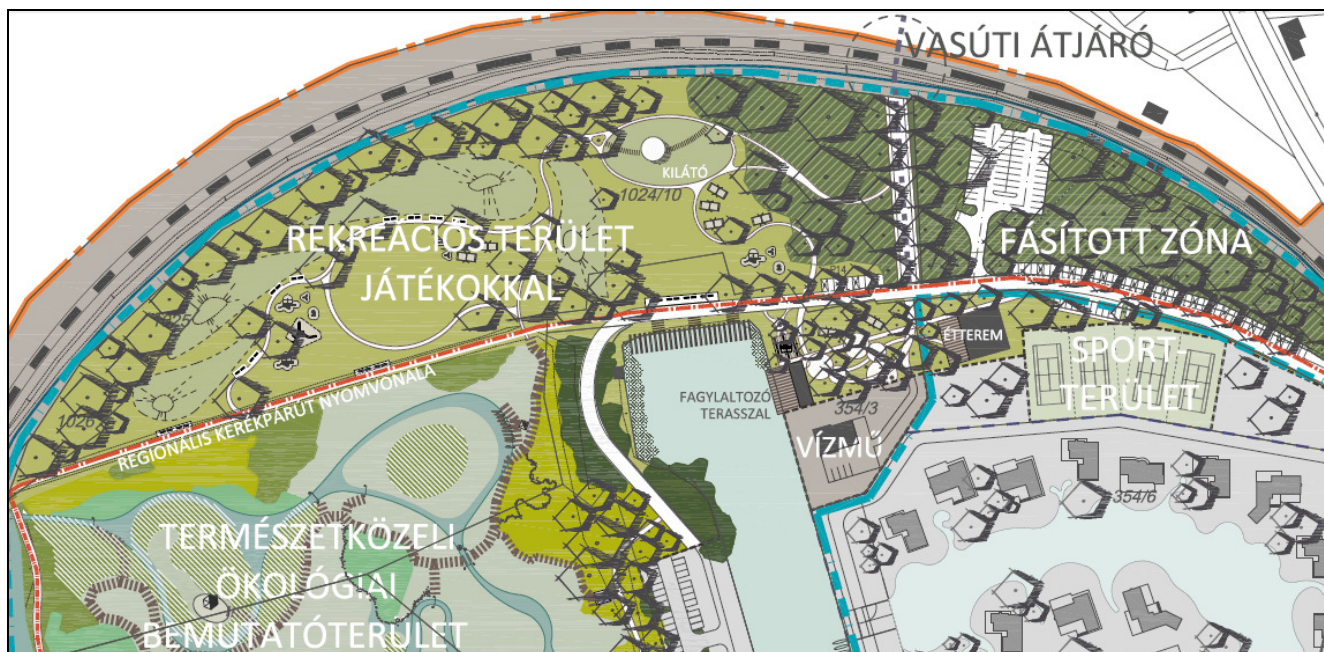 VASÚTI ÁTJÁRÓ
KILÁTÓ
1024/10
REKREÁCIÓS TERÜLET
JÁTÉKOKKAL
FÁSÍTOTT ZÓNA
ÉTTEREM
SPORT-
TERÜLET
FAGYLALTOZÓ
TERASSZAL
354/3
VÍZMŰ
1026
REGIONÁLIS KERÉKPÁRÚT NYOMVONALA
354/6
TERMÉSZETKÖZELI
ÖKOLÓGIAI
BEMUTATÓTERÜLET